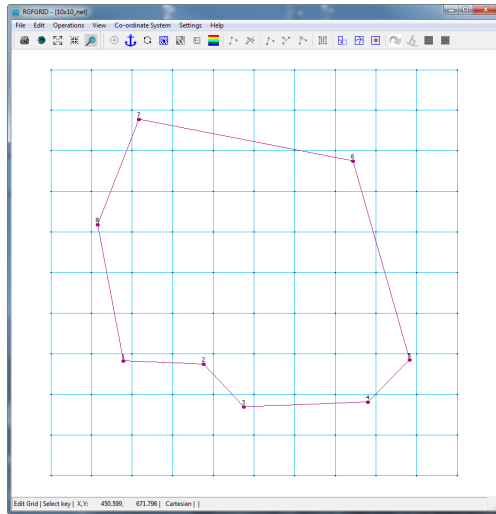 RGFGRID - [10x10_net]
File Edit Operations View Co-ordinate System Settings Help
7
6
8
1
2
5
4
3
Edit Grid | Select key | X,Y: 450.599, 671.796 | Cartesian | |